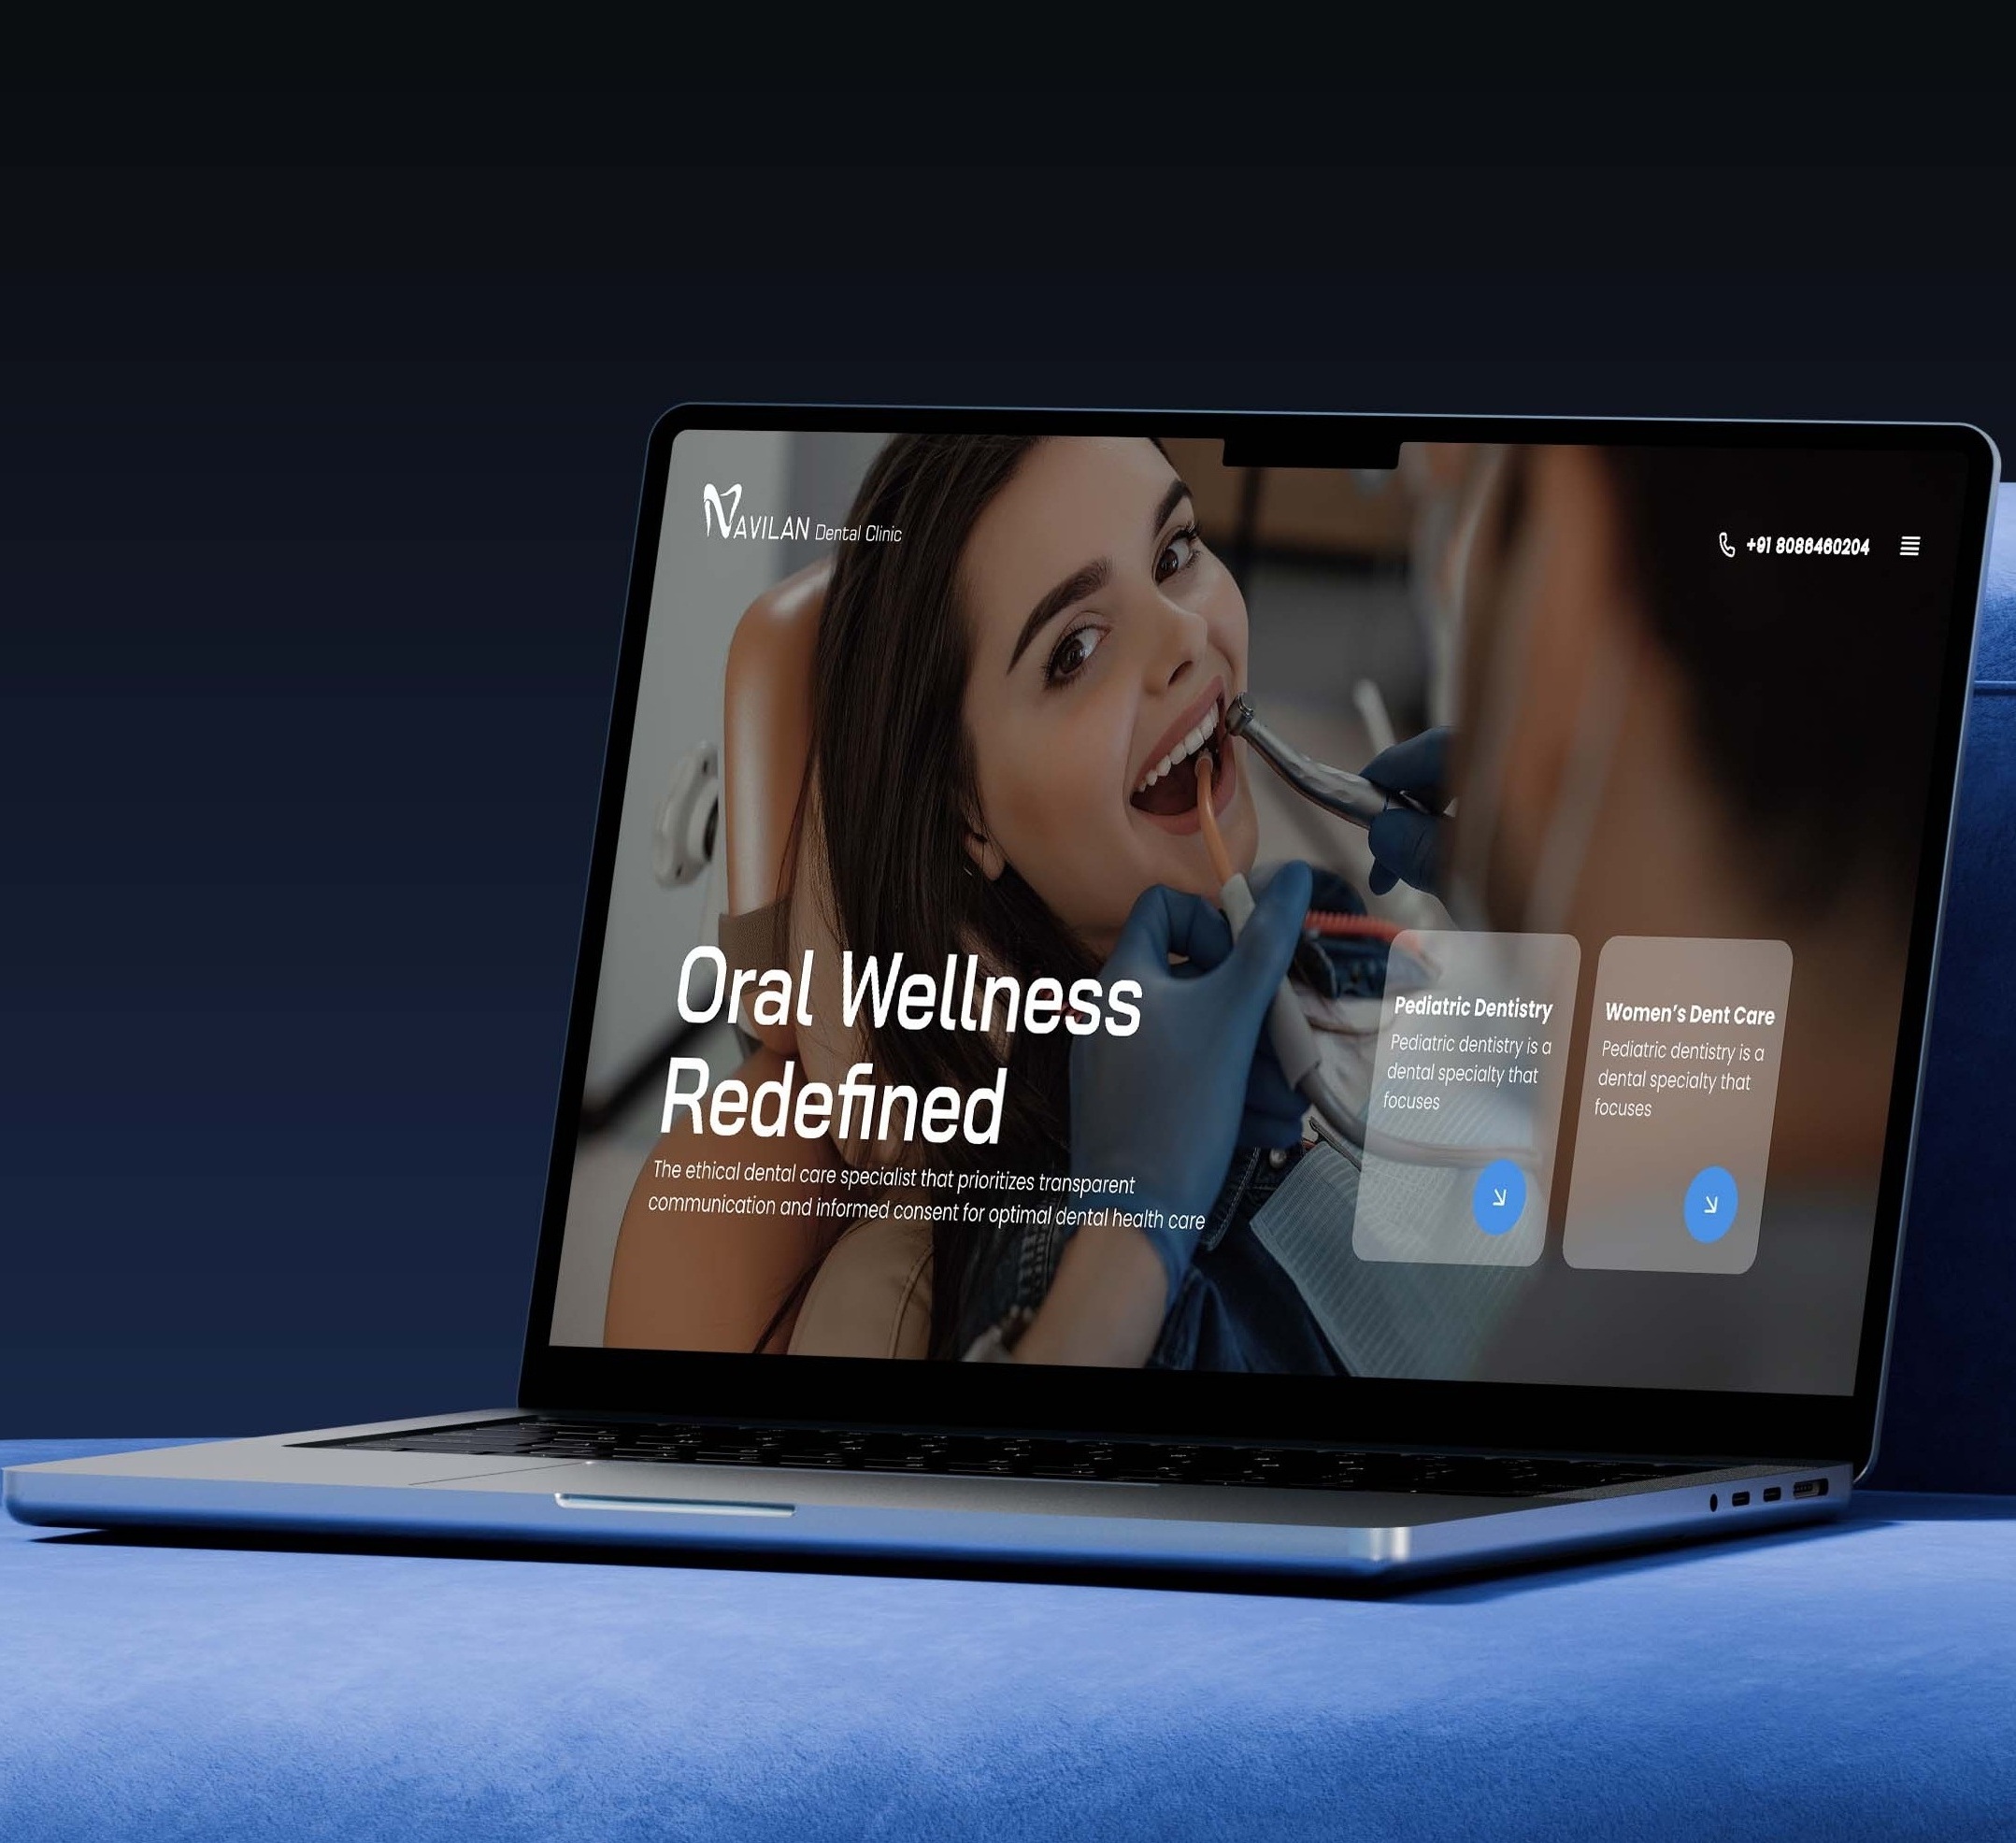 NAVILAN Dental Clinic
+91 8088460204
Oral Wellness
Redefined
The ethical dental care specialist that prioritizes transparent
communication and informed consent for optimal dental health care
Pediatric Dentistry
Pediatric dentistry is a
dental specialty that
focuses
Women's Dent Care
Pediatric dentistry is a
dental specialty that
focuses